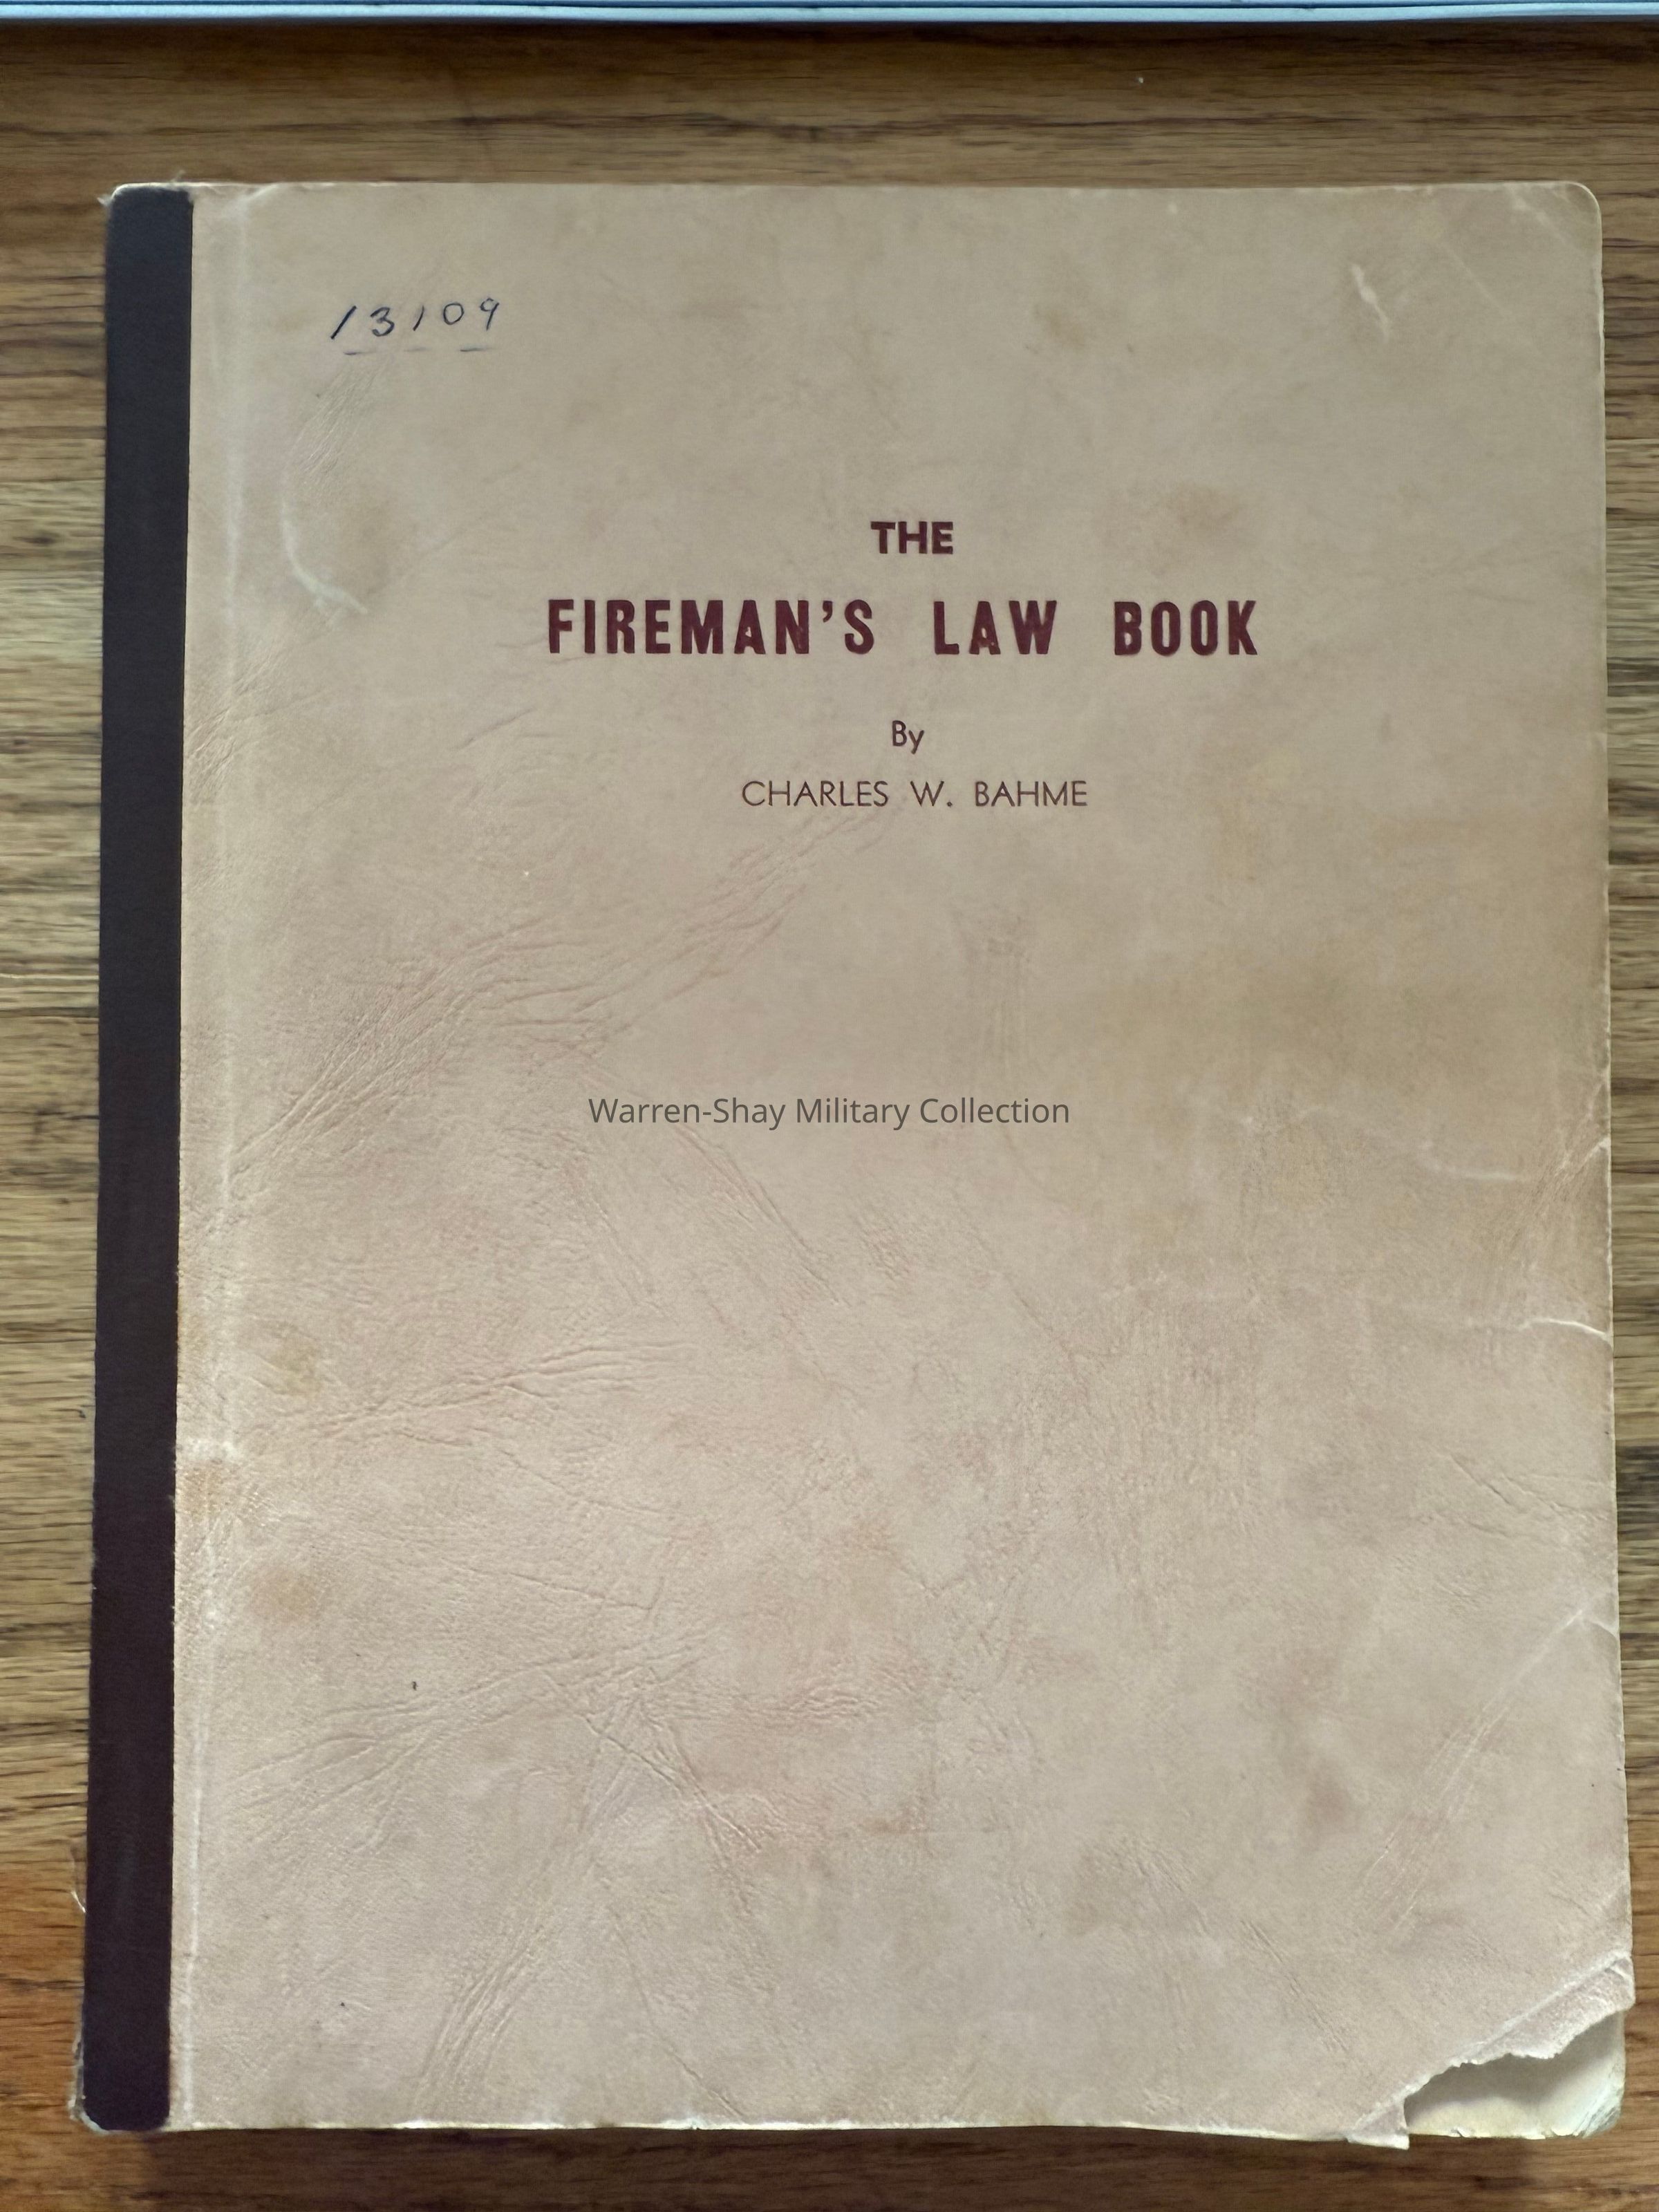 13109
THE
FIREMAN'S LAW BOOK
By
CHARLES W. BAHME
Warren-Shay Military Collection